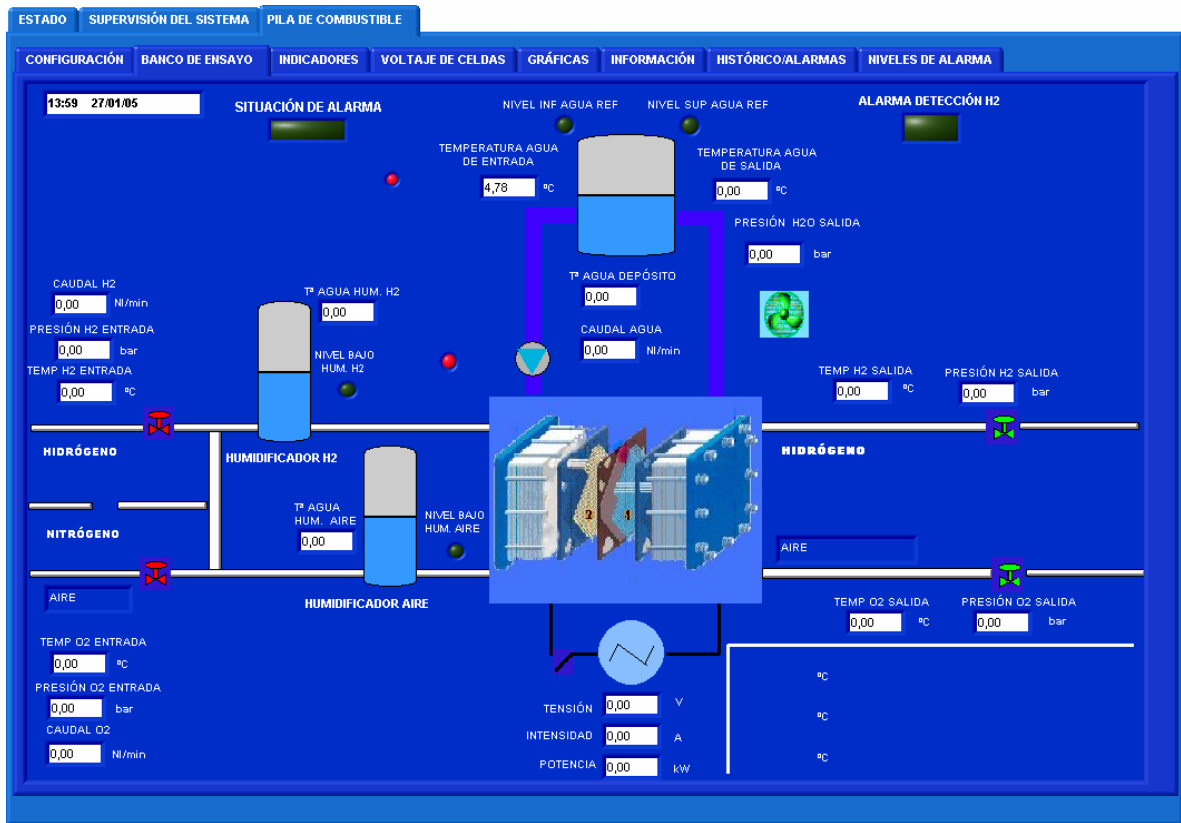 ESTADO SUPERVISIÓN DEL SISTEMA PILA DE COMBUSTIBLE
CONFIGURACIÓN BANCO DE ENSAYO INDICADORES VOLTAJE DE CELDAS GRÁFICAS INFORMACIÓN HISTÓRICO/ALARMAS NIVELES DE ALARMA
13:59 27/01/05
SITUACIÓN DE ALARMA
NIVEL INF AGUA REF
NIVEL SUP AGUA REF
ALARMA DETECCIÓN H2
TEMPERATURA AGUA
DE ENTRADA
4,78 ºC
TEMPERATURA AGUA
DE SALIDA
0,00 ºC
PRESIÓN H2O SALIDA
0,00 bar
Tª AGUA DEPÓSITO
0,00
CAUDAL AGUA
0,00 Nl/min
CAUDAL H2
0,00 Nl/min
PRESIÓN H2 ENTRADA
0,00 bar
TEMP H2 ENTRADA
0,00 ºC
Tª AGUA HUM. H2
0,00
NIVEL BAJO
HUM. H2
TEMP H2 SALIDA
0,00 ºC
PRESIÓN H2 SALIDA
0,00 bar
HIDRÓGENO
HUMIDIFICADOR H2
HIDRÓGENO
NITRÓGENO
Tª AGUA
HUM. AIRE
0,00
NIVEL BAJO
HUM. AIRE
2 1
AIRE
AIRE
HUMIDIFICADOR AIRE
TEMP O2 SALIDA
0,00 ºC
PRESIÓN O2 SALIDA
0,00 bar
TEMP O2 ENTRADA
0,00 ºC
PRESIÓN O2 ENTRADA
0,00 bar
CAUDAL O2
0,00 Nl/min
TENSIÓN 0,00 V
INTENSIDAD 0,00 A
POTENCIA 0,00 kW
ºC
ºC
ºC